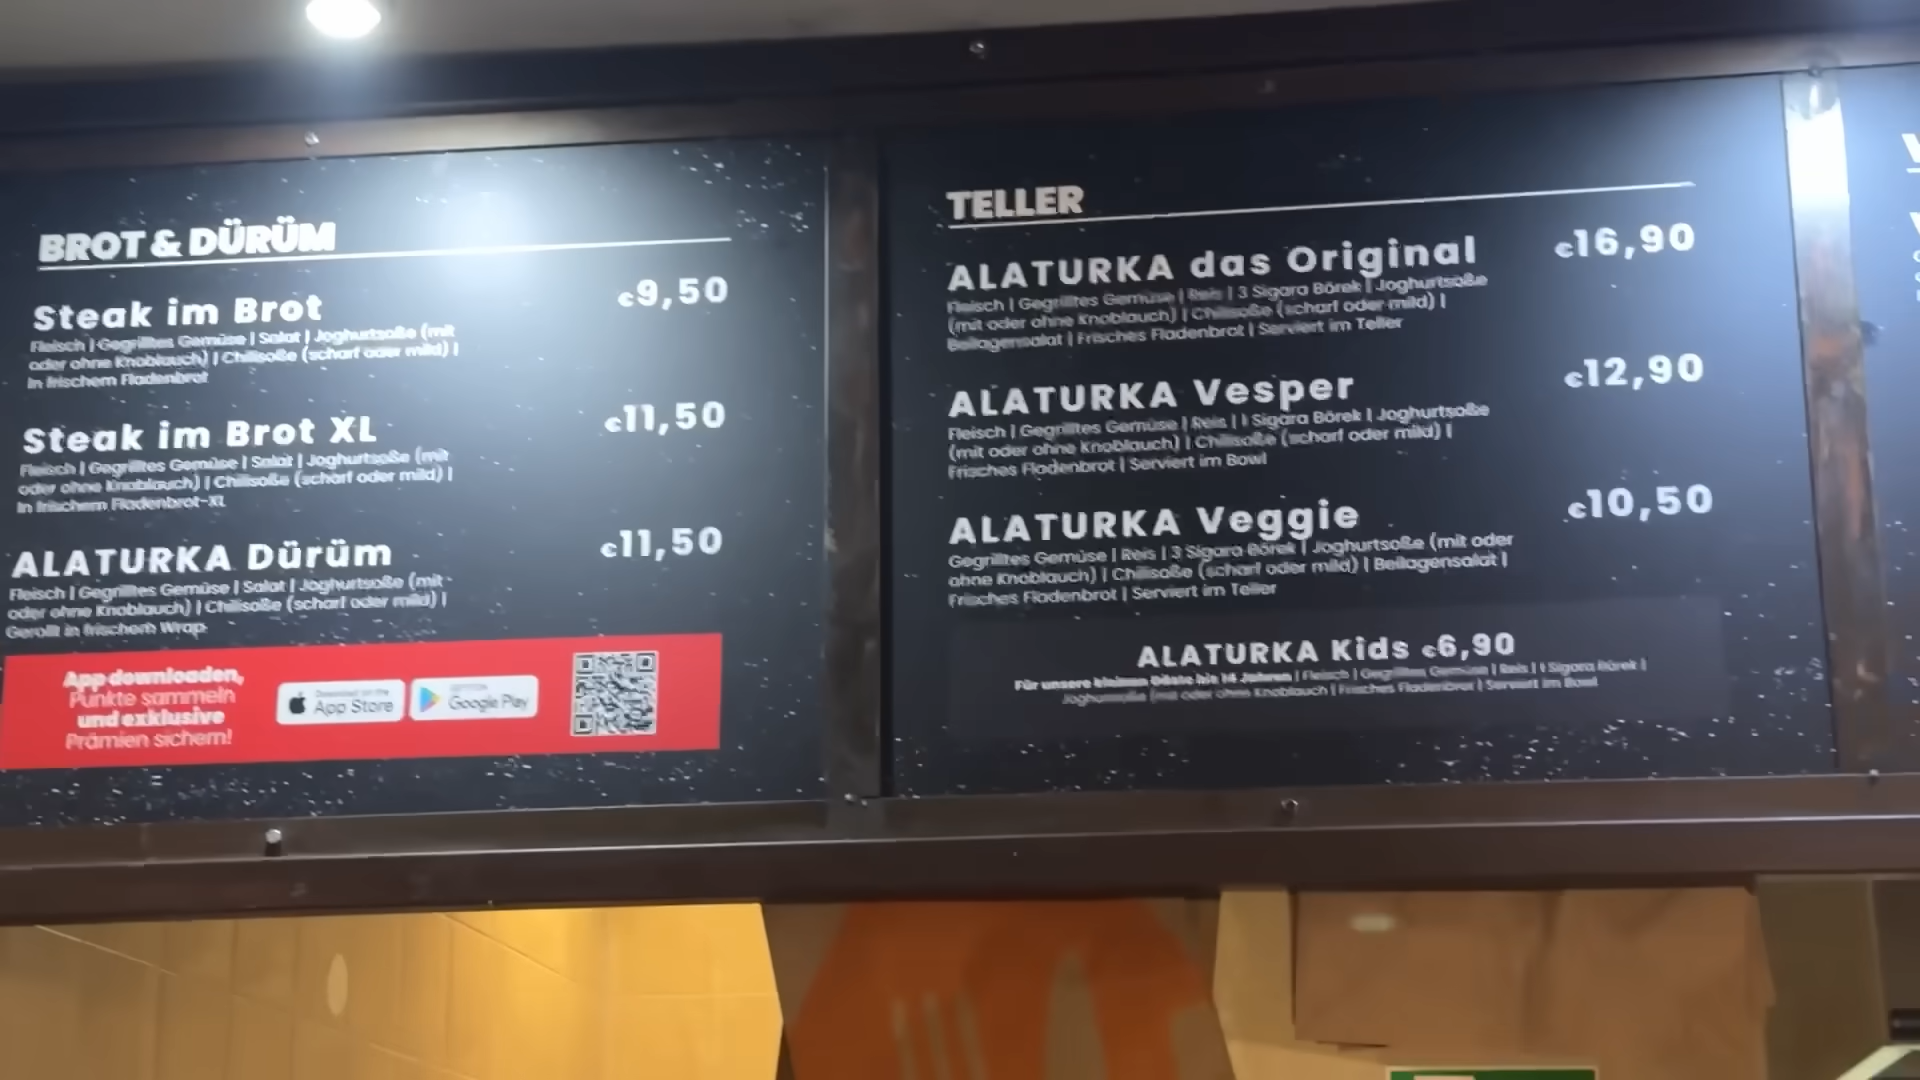 BROT & DÜRÜM
Steak im Brot €9,50
Fleisch | Gegrilltes Gemüse | Salat | Joghurtsoße (mit
oder ohne Knoblauch) | Chilisoße (scharf oder mild) |
In frischem Fladenbrot
Steak im Brot XL €11,50
Fleisch | Gegrilltes Gemüse | Salat | Joghurtsoße (mit
oder ohne Knoblauch) | Chilisoße (scharf oder mild) |
In frischem Fladenbrot-XL
ALATURKA Dürüm €11,50
Fleisch | Gegrilltes Gemüse | Salat | Joghurtsoße (mit
oder ohne Knoblauch) | Chilisoße (scharf oder mild) |
Gerollt in frischem Wrap
App downloaden,
Punkte sammeln
und exklusive
Prämien sichern!
Download on the
App Store
Google Play
TELLER
ALATURKA das Original €16,90
Fleisch | Gegrilltes Gemüse | Reis | 3 Sigara Börek | Joghurtsoße
(mit oder ohne Knoblauch) | Chilisoße (scharf oder mild) |
Beilagensalat | Frisches Fladenbrot | Serviert im Teller
ALATURKA Vesper €12,90
Fleisch | Gegrilltes Gemüse | Reis | 1 Sigara Börek | Joghurtsoße
(mit oder ohne Knoblauch) | Chilisoße (scharf oder mild) |
Frisches Fladenbrot | Serviert im Bowl
ALATURKA Veggie €10,50
Gegrilltes Gemüse | Reis | 3 Sigara Börek | Joghurtsoße (mit oder
ohne Knoblauch) | Chilisoße (scharf oder mild) | Beilagensalat |
Frisches Fladenbrot | Serviert im Teller
ALATURKA Kids €6,90
Für unsere kleinen Gäste bis 14 Jahren | Fleisch | Gegrilltes Gemüse | Reis | 1 Sigara Börek |
Joghurtsoße (mit oder ohne Knoblauch | Frisches Fladenbrot | Serviert im Bowl